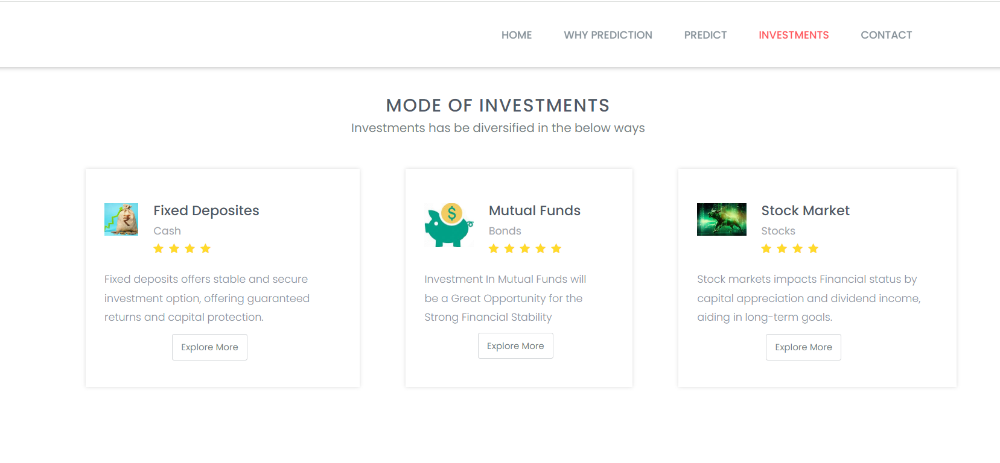 HOME WHY PREDICTION PREDICT INVESTMENTS CONTACT
MODE OF INVESTMENTS
Investments has be diversified in the below ways
Fixed Deposites
Cash
Fixed deposits offers stable and secure
investment option, offering guaranteed
returns and capital protection.
Explore More
Mutual Funds
Bonds
Investment In Mutual Funds will
be a Great Opportunity for the
Strong Financial Stability
Explore More
Stock Market
Stocks
Stock markets impacts Financial status by
capital appreciation and dividend income,
aiding in long-term goals.
Explore More